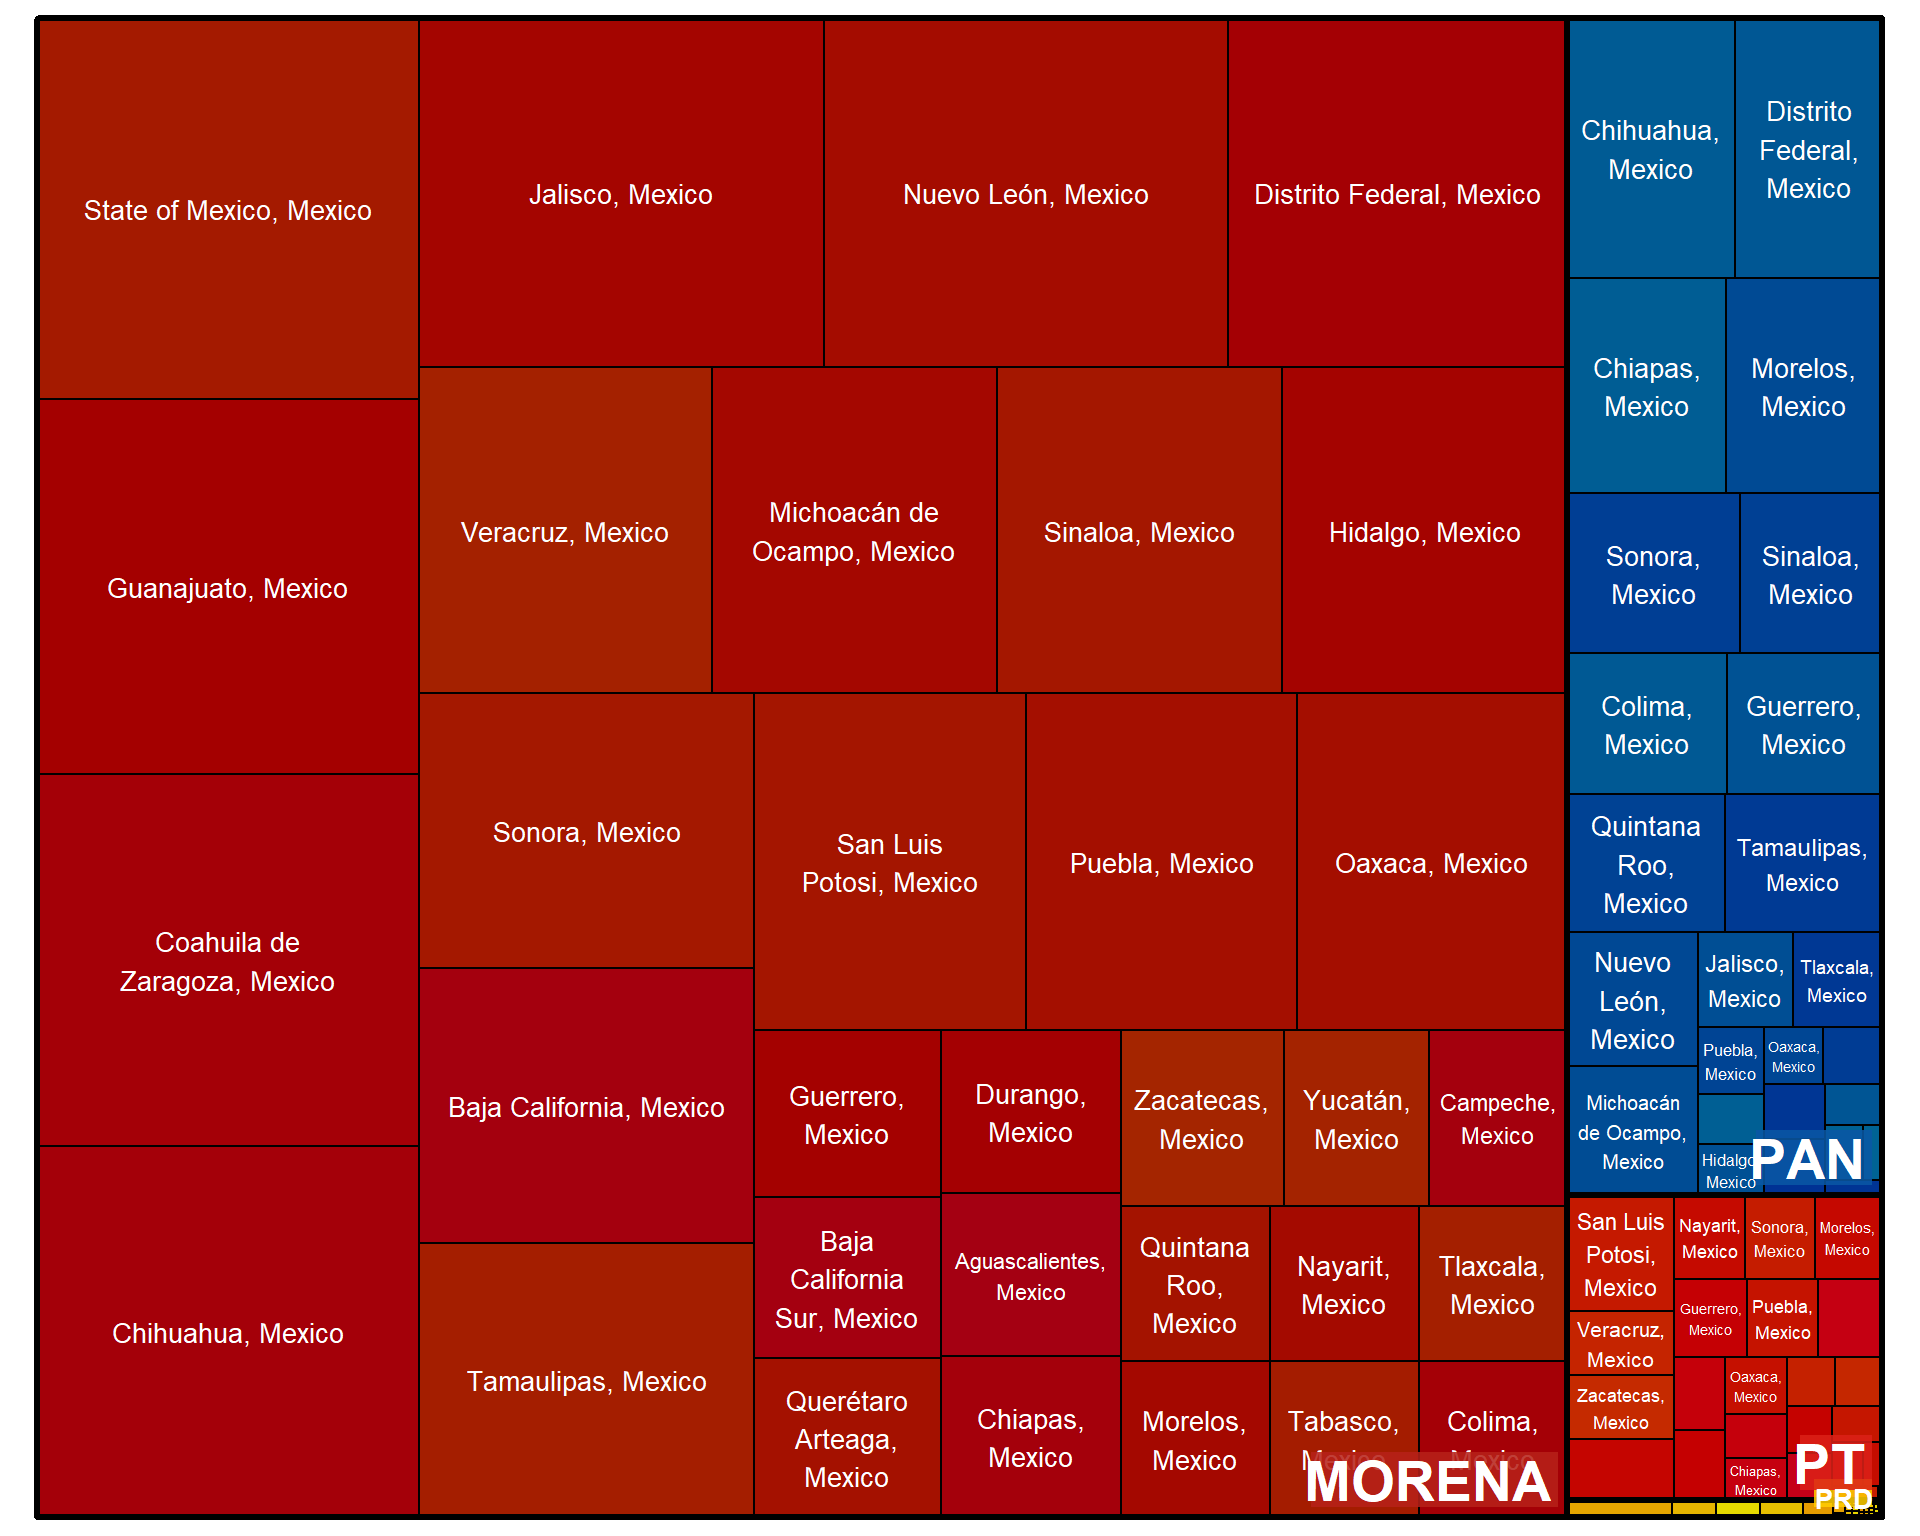 State of Mexico, Mexico
Guanajuato, Mexico
Coahuila de
Zaragoza, Mexico
Chihuahua, Mexico
Jalisco, Mexico
Nuevo León, Mexico
Distrito Federal, Mexico
Veracruz, Mexico
Michoacán de
Ocampo, Mexico
Sinaloa, Mexico
Hidalgo, Mexico
Sonora, Mexico
Baja California, Mexico
Tamaulipas, Mexico
San Luis
Potosi, Mexico
Puebla, Mexico
Oaxaca, Mexico
Guerrero,
Mexico
Baja
California
Sur, Mexico
Querétaro
Arteaga,
Mexico
Durango,
Mexico
Aguascalientes,
Mexico
Chiapas,
Mexico
Zacatecas,
Mexico
Yucatán,
Mexico
Campeche,
Mexico
Quintana
Roo,
Mexico
Nayarit,
Mexico
Tlaxcala,
Mexico
Morelos,
Mexico
Tabasco,
Mexico
Colima,
Mexico
MORENA
Chihuahua,
Mexico
Distrito
Federal,
Mexico
Chiapas,
Mexico
Morelos,
Mexico
Sonora,
Mexico
Sinaloa,
Mexico
Colima,
Mexico
Guerrero,
Mexico
Quintana
Roo,
Mexico
Tamaulipas,
Mexico
Nuevo
León,
Mexico
Jalisco,
Mexico
Tlaxcala,
Mexico
Michoacán
de Ocampo,
Mexico
Puebla,
Mexico
Oaxaca,
Mexico
Hidalgo
Mexico
PAN
San Luis
Potosi,
Mexico
Veracruz,
Mexico
Zacatecas,
Mexico
Nayarit,
Mexico
Sonora,
Mexico
Morelos,
Mexico
Guerrero,
Mexico
Puebla,
Mexico
Oaxaca,
Mexico
Chiapas,
Mexico
PT
PRD